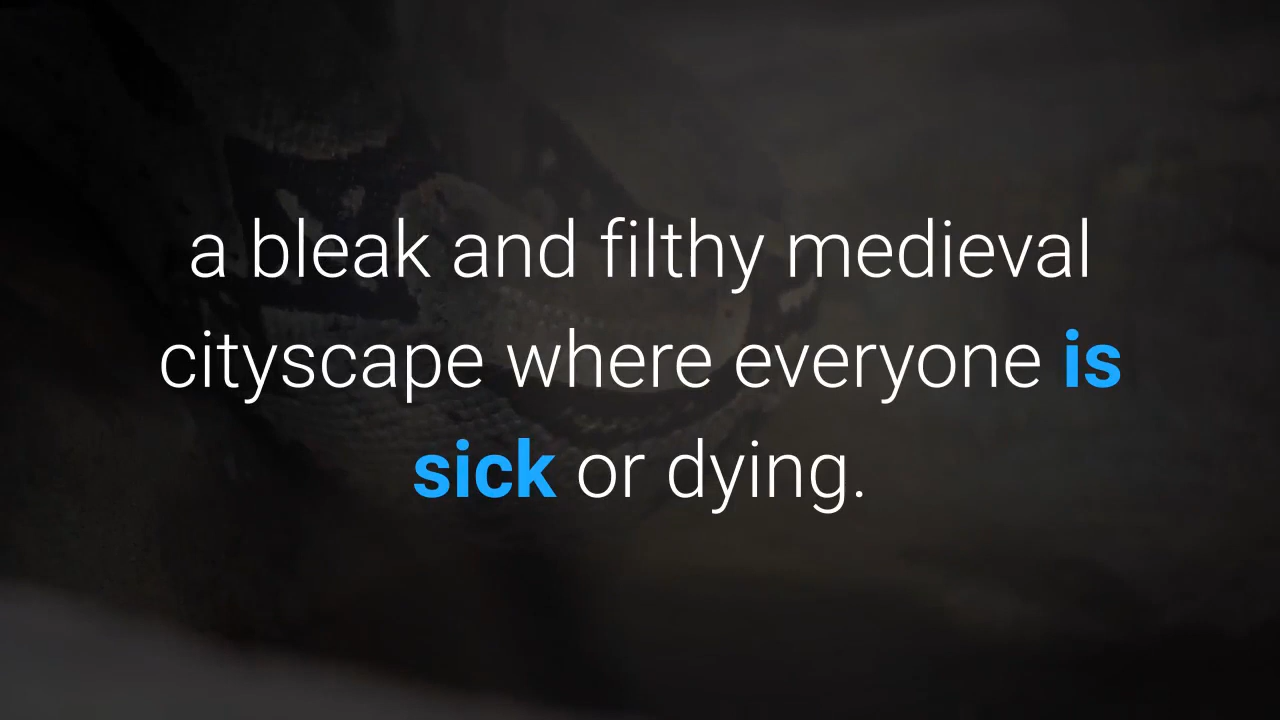 a bleak and filthy medieval
cityscape where everyone is
sick or dying.